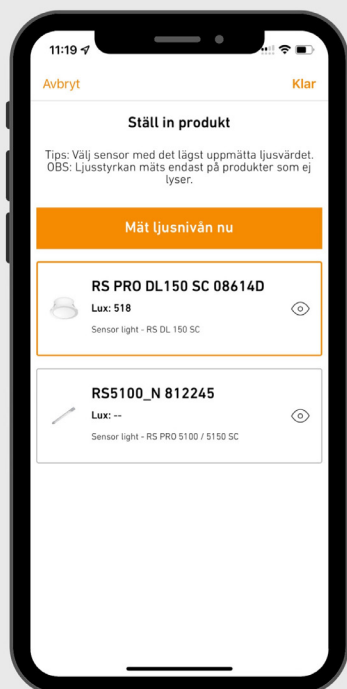 11:19
Avbryt
Klar
Ställ in produkt
Tips: Välj sensor med det lägst uppmätta ljusvärdet.
OBS: Ljusstyrkan mäts endast på produkter som ej
lyser.
Mät ljusnivån nu
RS PRO DL150 SC 08614D
Lux: 518
Sensor light - RS DL 150 SC
RS5100_N 812245
Lux: --
Sensor light - RS PRO 5100 / 5150 SC